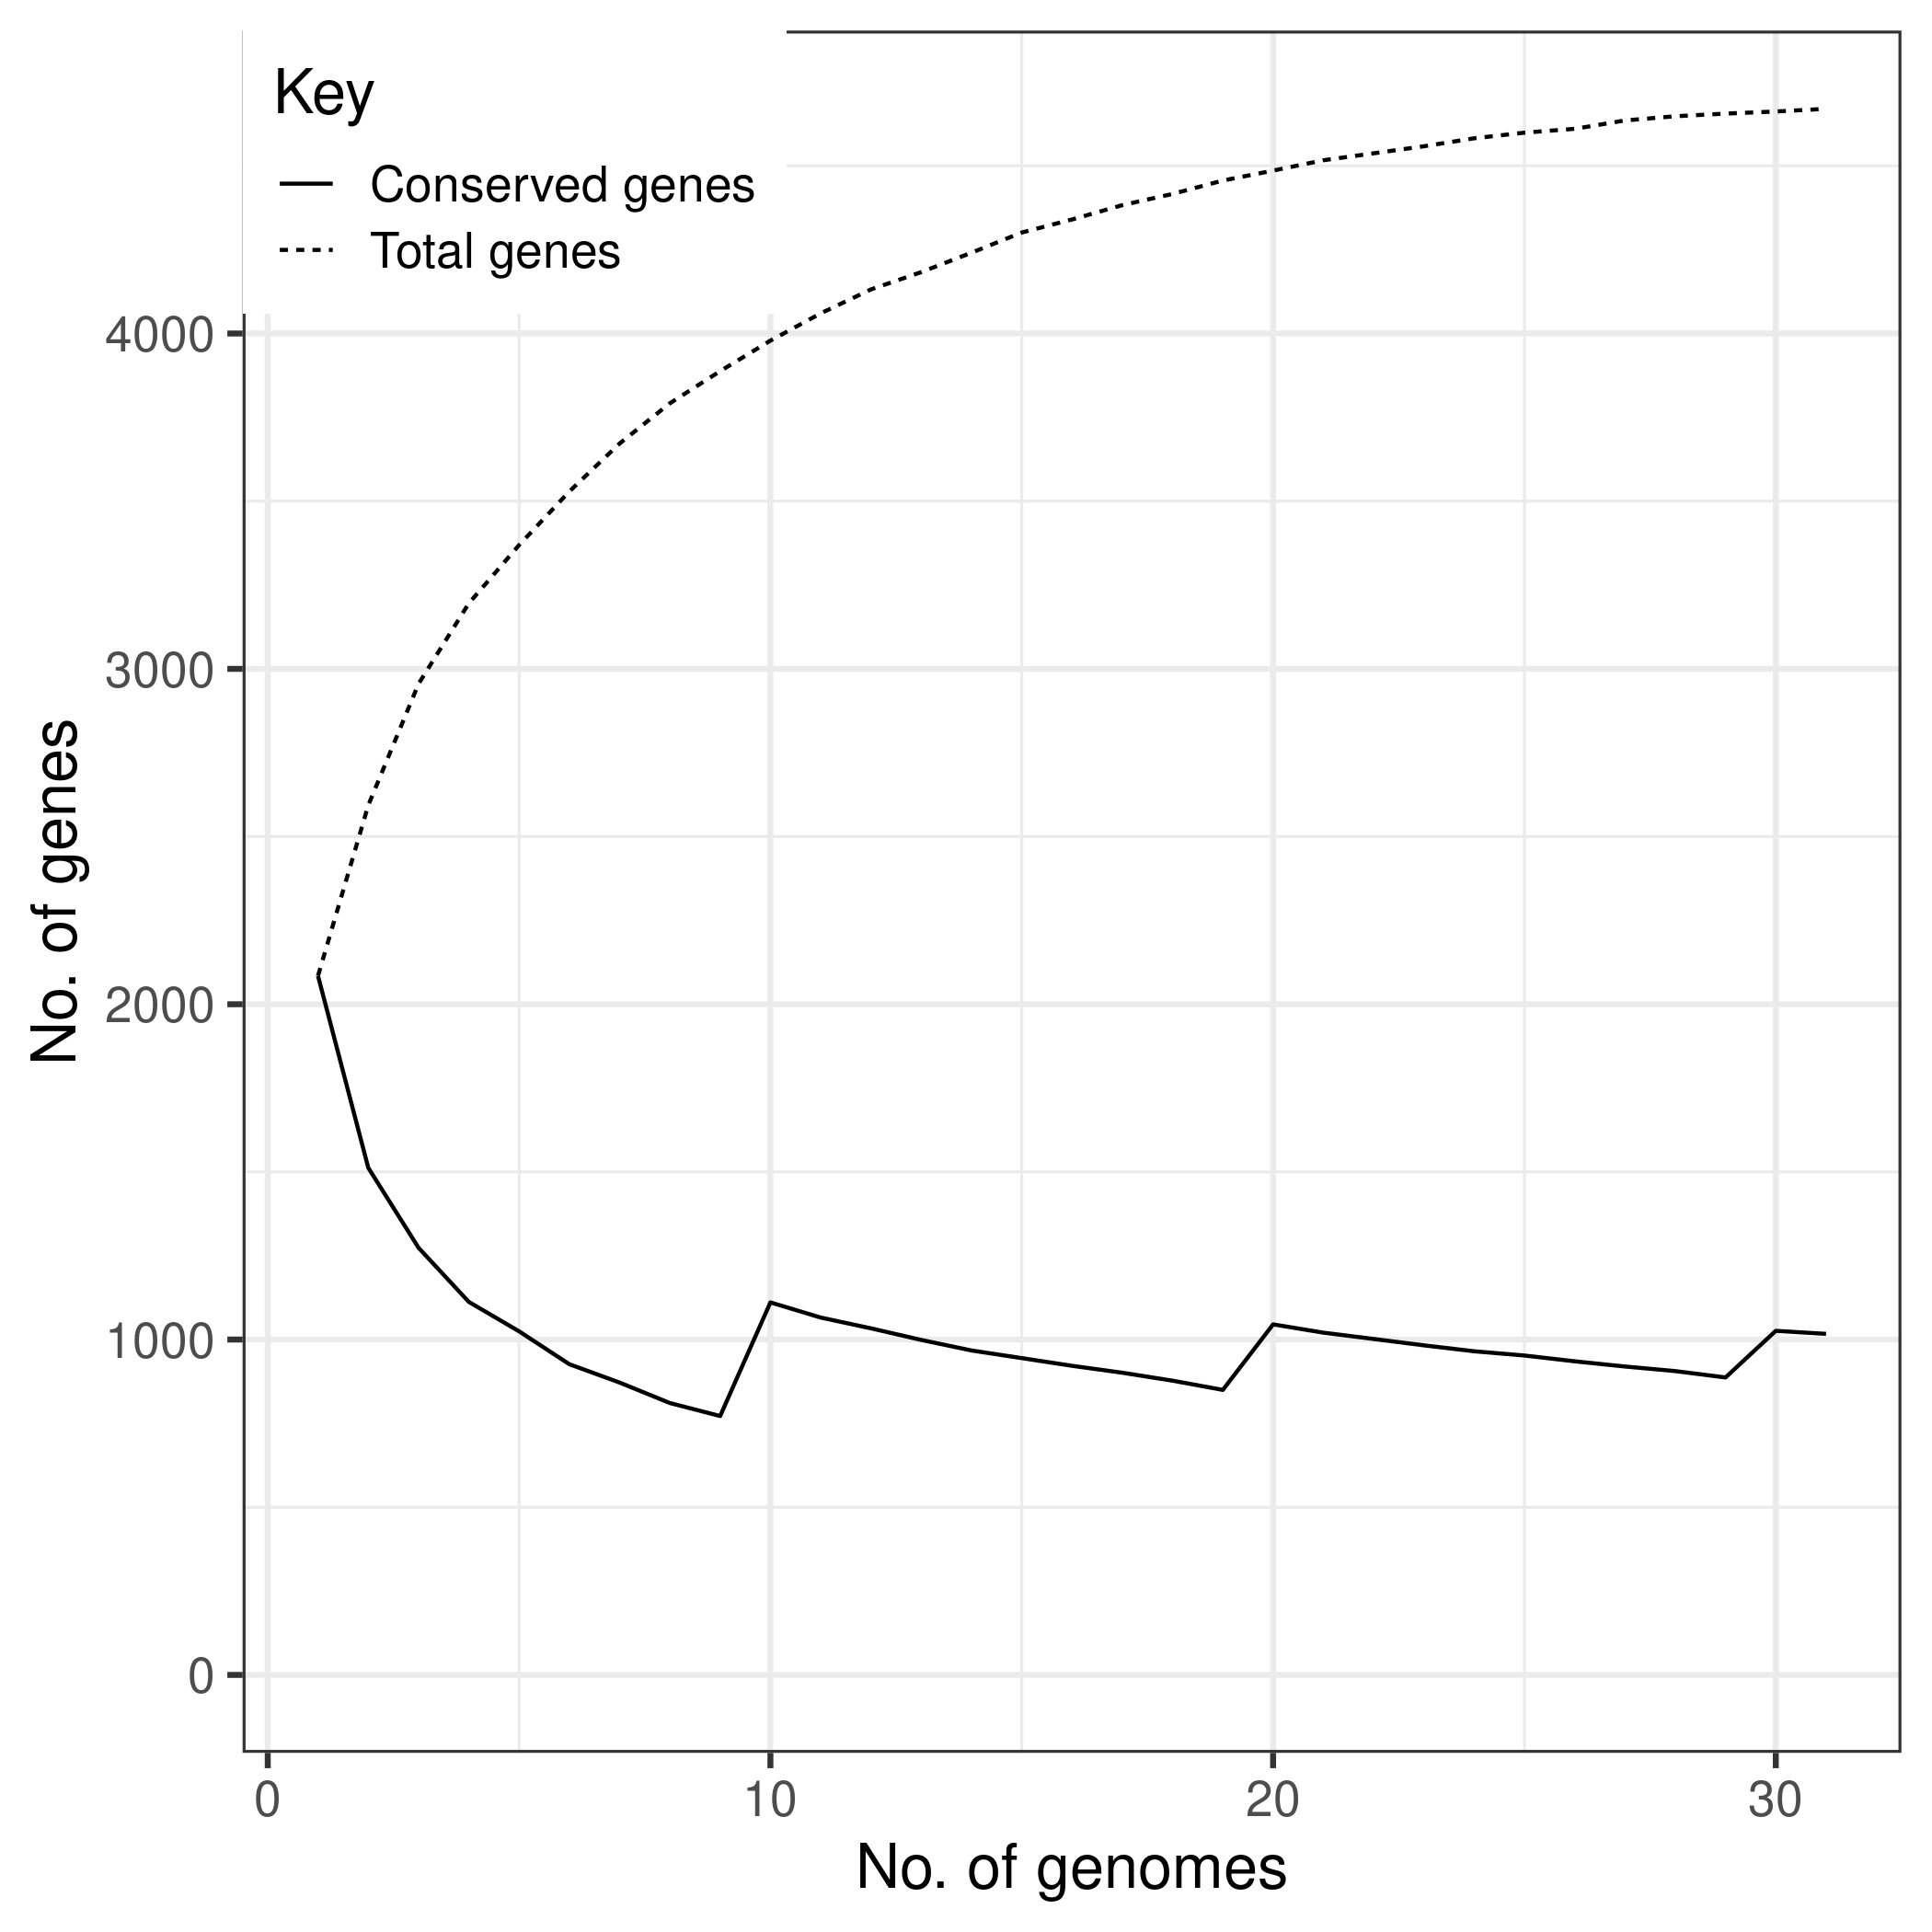 Key
Conserved genes
Total genes
No. of genes
4000
3000
2000
1000
0
0 10 20 30
No. of genomes